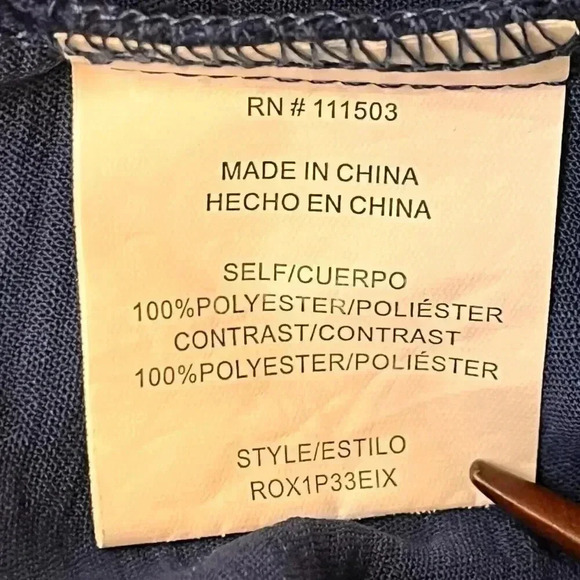 RN # 111503
MADE IN CHINA
HECHO EN CHINA
SELF/CUERPO
100%POLYESTER/POLIÉSTER
CONTRAST/CONTRAST
100%POLYESTER/POLIÉSTER
STYLE/ESTILO
ROX1P33EIX